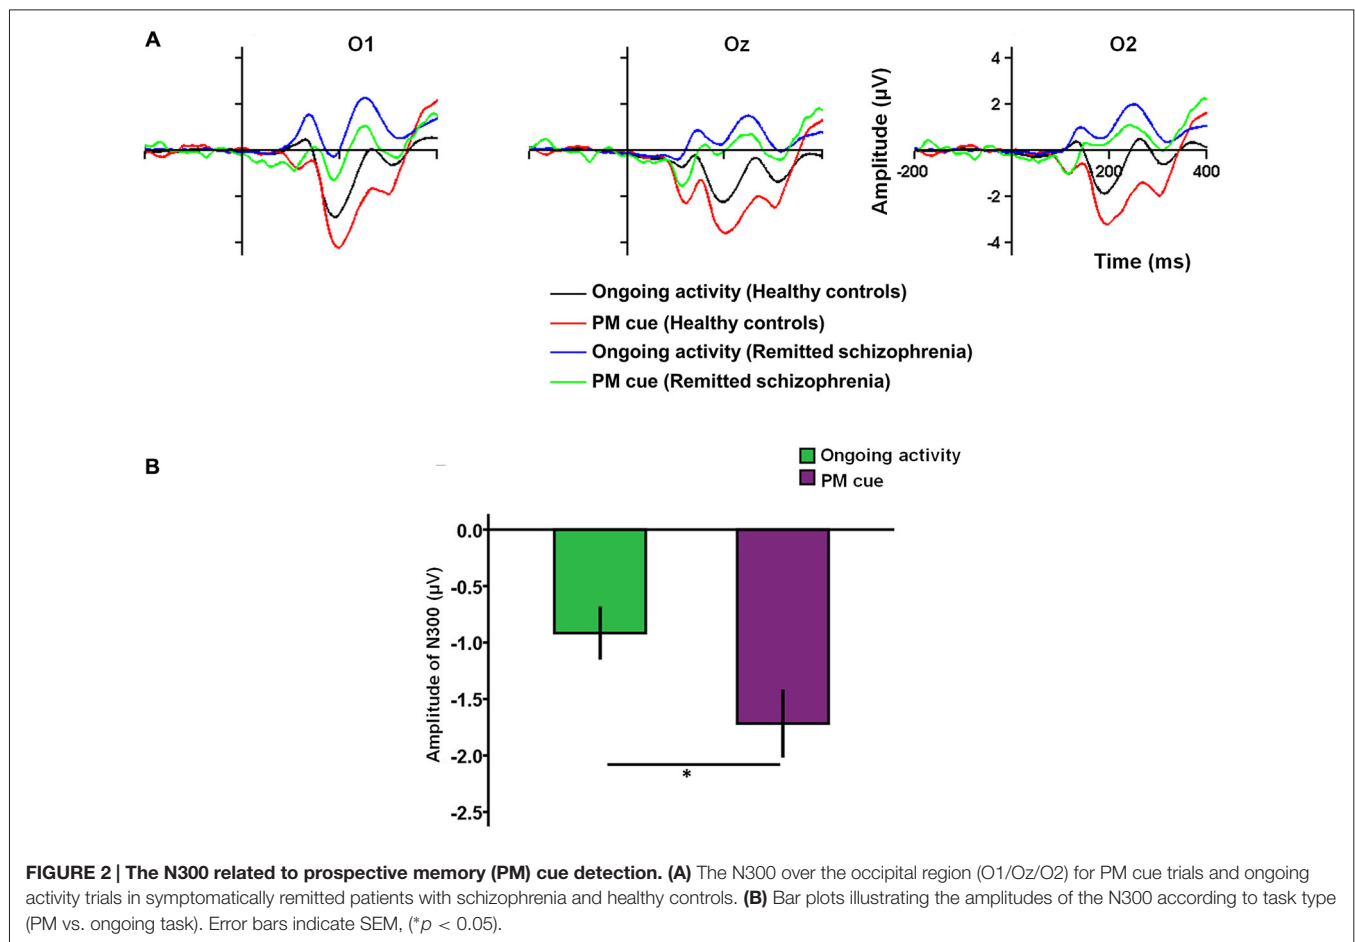 A
O1
Oz
O2
Amplitude (µV)
4
2
-2
-4
-200
200
400
Time (ms)
Ongoing activity (Healthy controls)
PM cue (Healthy controls)
Ongoing activity (Remitted schizophrenia)
PM cue (Remitted schizophrenia)
B
Ongoing activity
PM cue
Amplitude of N300 (µV)
0.0
-0.5
-1.0
-1.5
-2.0
-2.5
*
FIGURE 2 | The N300 related to prospective memory (PM) cue detection. (A) The N300 over the occipital region (O1/Oz/O2) for PM cue trials and ongoing
activity trials in symptomatically remitted patients with schizophrenia and healthy controls. (B) Bar plots illustrating the amplitudes of the N300 according to task type
(PM vs. ongoing task). Error bars indicate SEM, (*p < 0.05).